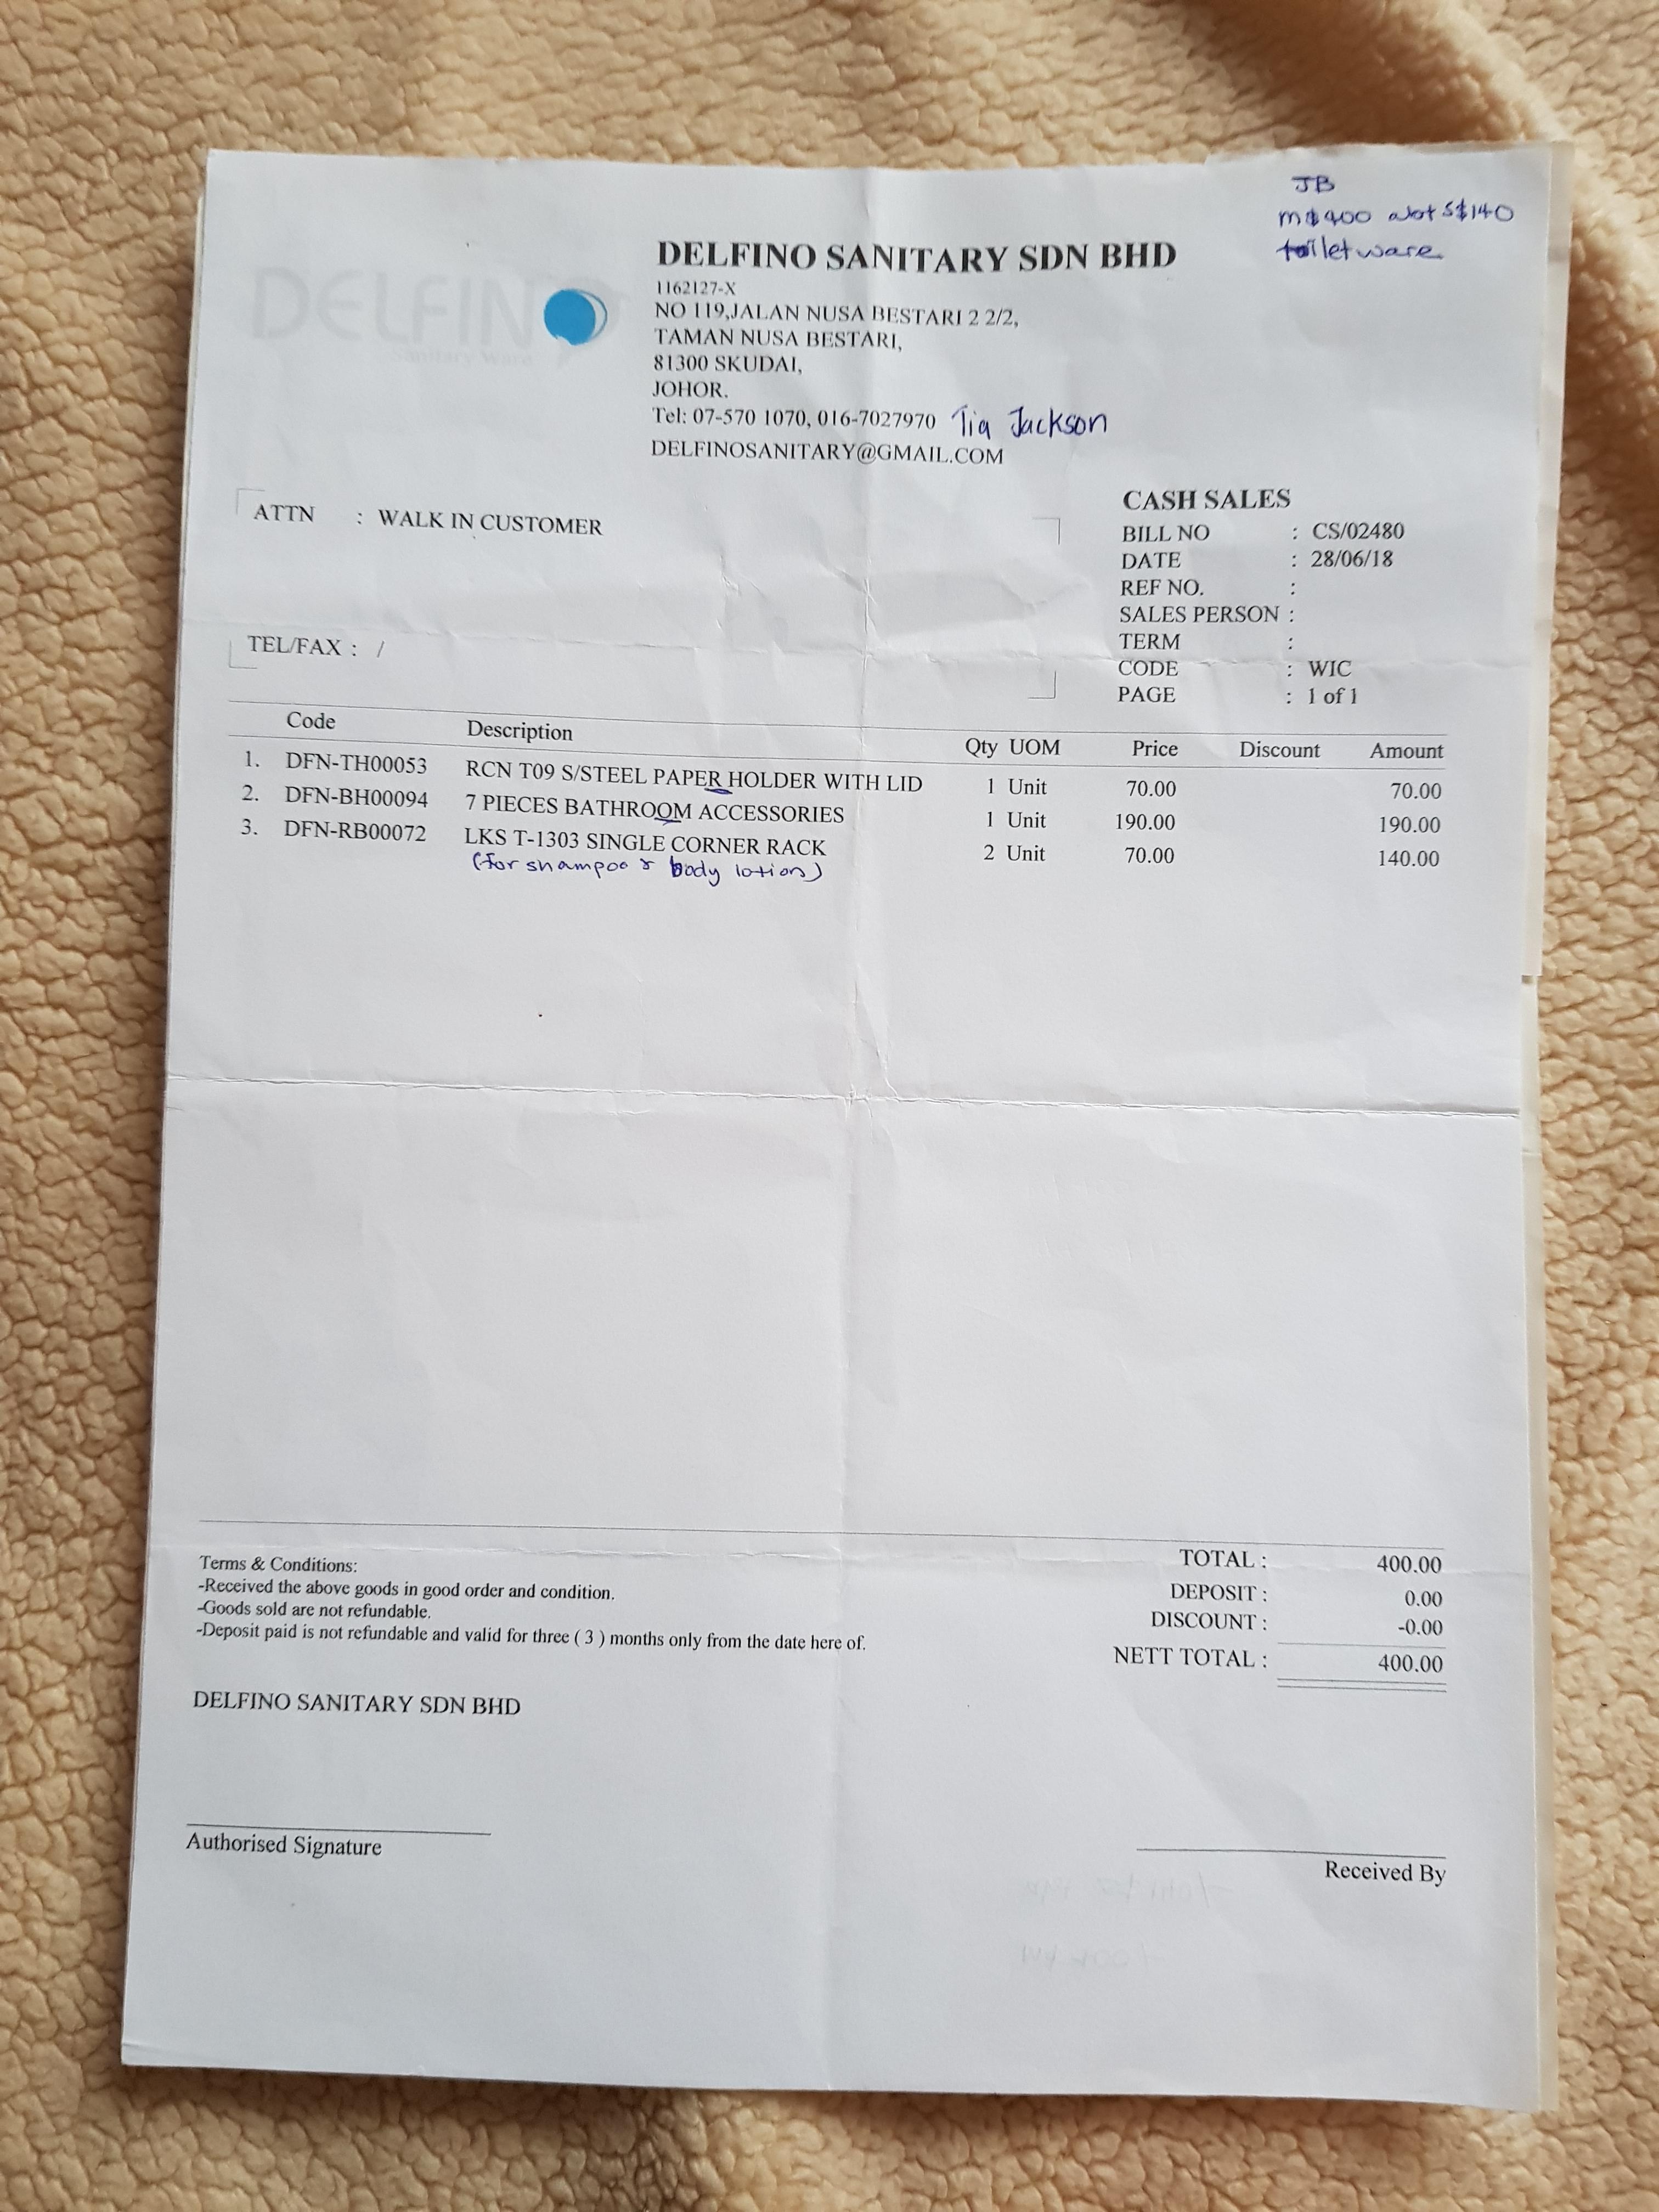 JB
m$400 abt S$140
toiletware
DELFINO
Sanitary Ware
DELFINO SANITARY SDN BHD
1162127-X
NO 119,JALAN NUSA BESTARI 2 2/2,
TAMAN NUSA BESTARI,
81300 SKUDAI,
JOHOR.
Tel: 07-570 1070, 016-7027970 Tia Jackson
DELFINOSANITARY@GMAIL.COM
ATTN : WALK IN CUSTOMER
TEL/FAX : /
CASH SALES
BILL NO : CS/02480
DATE : 28/06/18
REF NO. :
SALES PERSON :
TERM :
CODE : WIC
PAGE : 1 of 1
Code Description Qty UOM Price Discount Amount
1. DFN-TH00053 RCN T09 S/STEEL PAPER HOLDER WITH LID 1 Unit 70.00 70.00
2. DFN-BH00094 7 PIECES BATHROOM ACCESSORIES 1 Unit 190.00 190.00
3. DFN-RB00072 LKS T-1303 SINGLE CORNER RACK 2 Unit 70.00 140.00
(for shampoo & body lotion)
Terms & Conditions:
-Received the above goods in good order and condition.
-Goods sold are not refundable.
-Deposit paid is not refundable and valid for three ( 3 ) months only from the date here of.
TOTAL : 400.00
DEPOSIT : 0.00
DISCOUNT : -0.00
NETT TOTAL : 400.00
DELFINO SANITARY SDN BHD
Authorised Signature
Received By